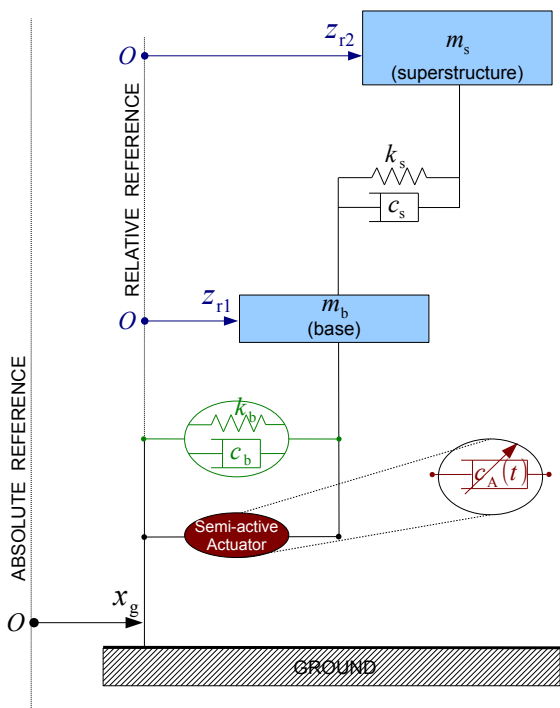 z_r2
m_s
(superstructure)
O
RELATIVE REFERENCE
k_s
c_s
z_r1
m_b
(base)
O
k_b
c_b
c_A(t)
Semi-active
Actuator
ABSOLUTE REFERENCE
x_g
O
GROUND